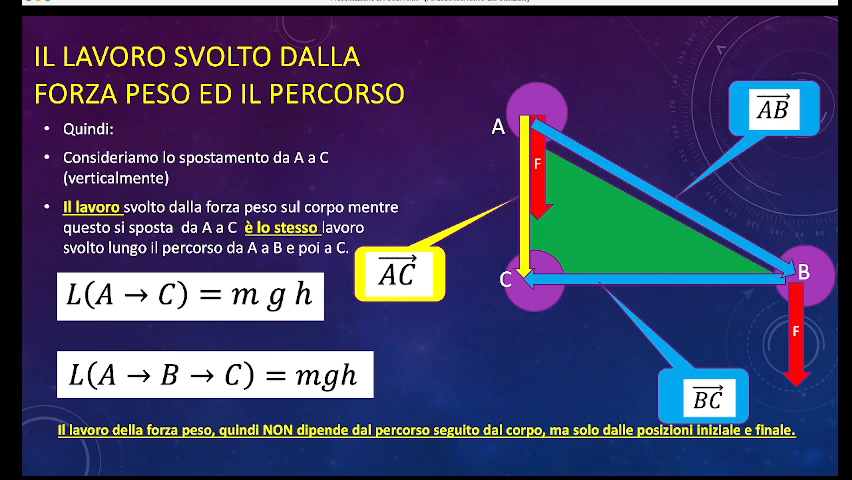 IL LAVORO SVOLTO DALLA
FORZA PESO ED IL PERCORSO
• Quindi:
• Consideriamo lo spostamento da A a C
(verticalmente)
• Il lavoro svolto dalla forza peso sul corpo mentre
questo si sposta da A a C è lo stesso lavoro
svolto lungo il percorso da A a B e poi a C.
L(A → C) = m g h
L(A → B → C) = mgh
A
F
AB
AC
C
B
F
BC
Il lavoro della forza peso, quindi NON dipende dal percorso seguito dal corpo, ma solo dalle posizioni iniziale e finale.